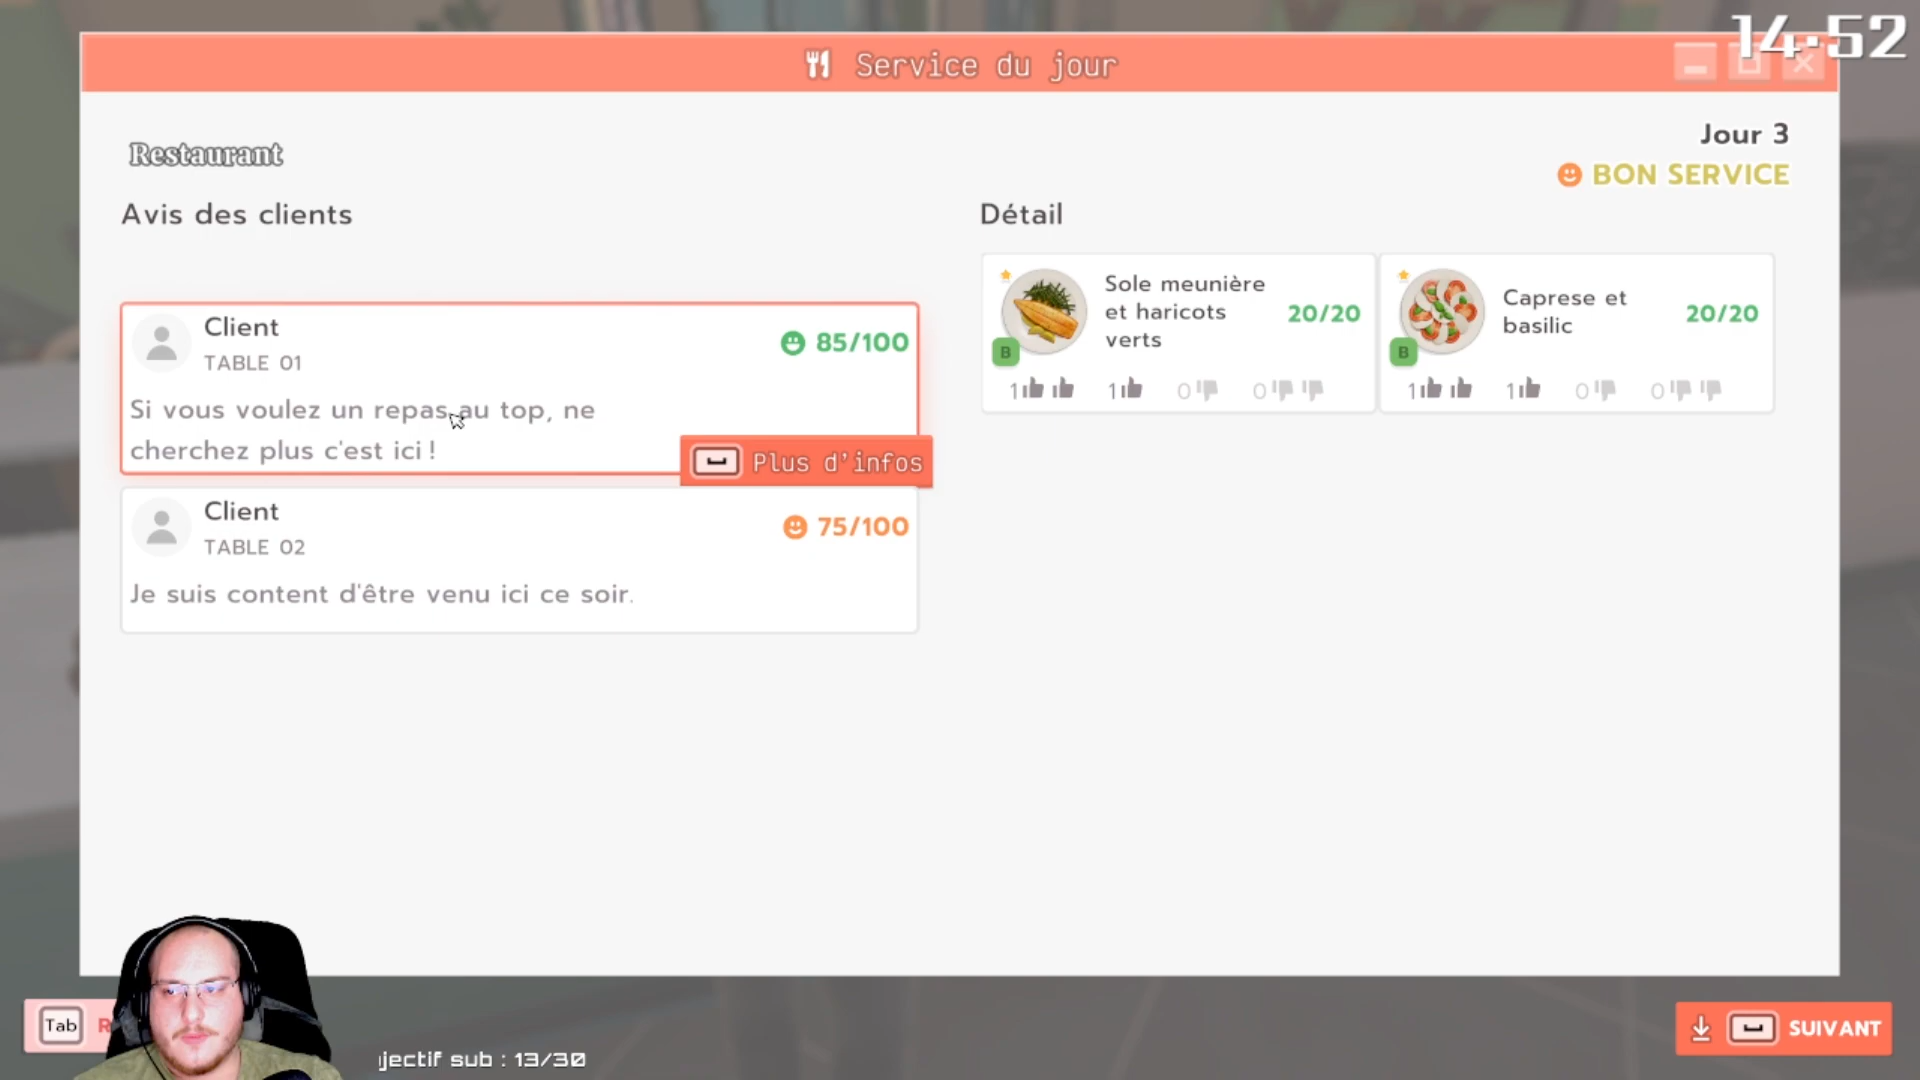 14:52
Service du jour
Restaurant
Jour 3
BON SERVICE
Avis des clients
Détail
Client
TABLE 01
85/100
Si vous voulez un repas au top, ne
cherchez plus c'est ici !
Plus d'infos
Client
TABLE 02
75/100
Je suis content d'être venu ici ce soir.
Sole meunière
et haricots
verts
20/20
B
1 1 0 0
Caprese et
basilic
20/20
B
1 1 0 0
Tab R
jectif sub : 13/30
SUIVANT